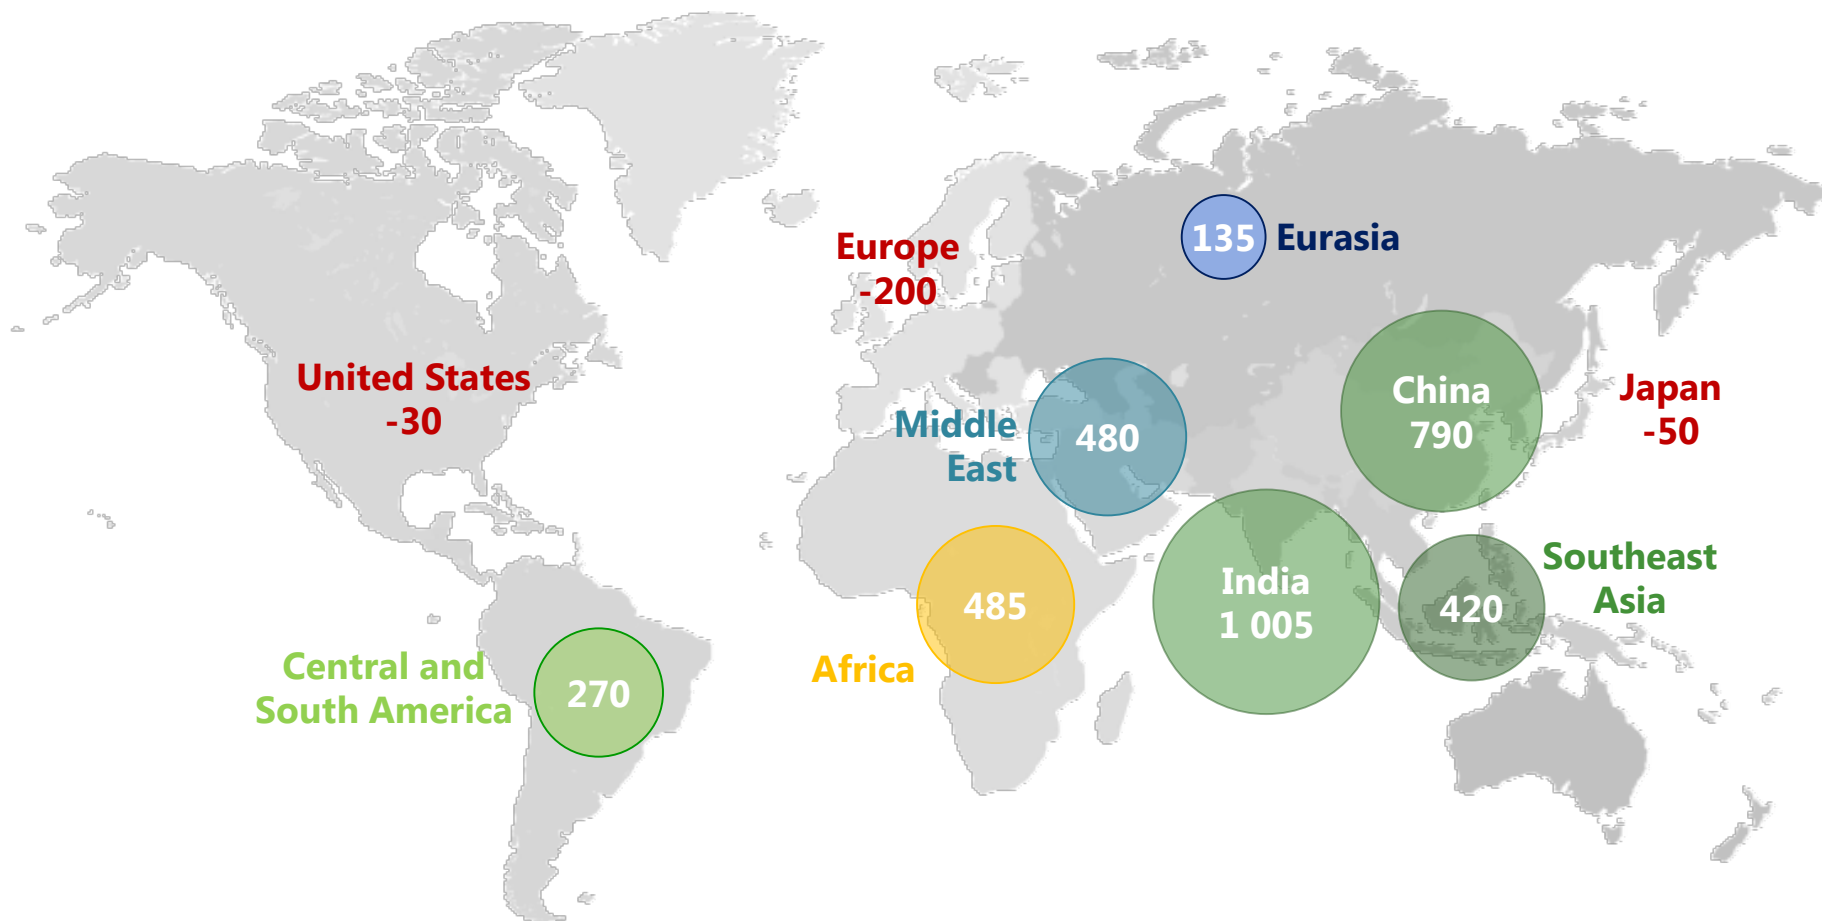 135 Eurasia
Europe
-200
United States
-30
China
790
Japan
-50
Middle
East
480
Southeast
Asia
420
India
1 005
485
Africa
Central and
South America
270